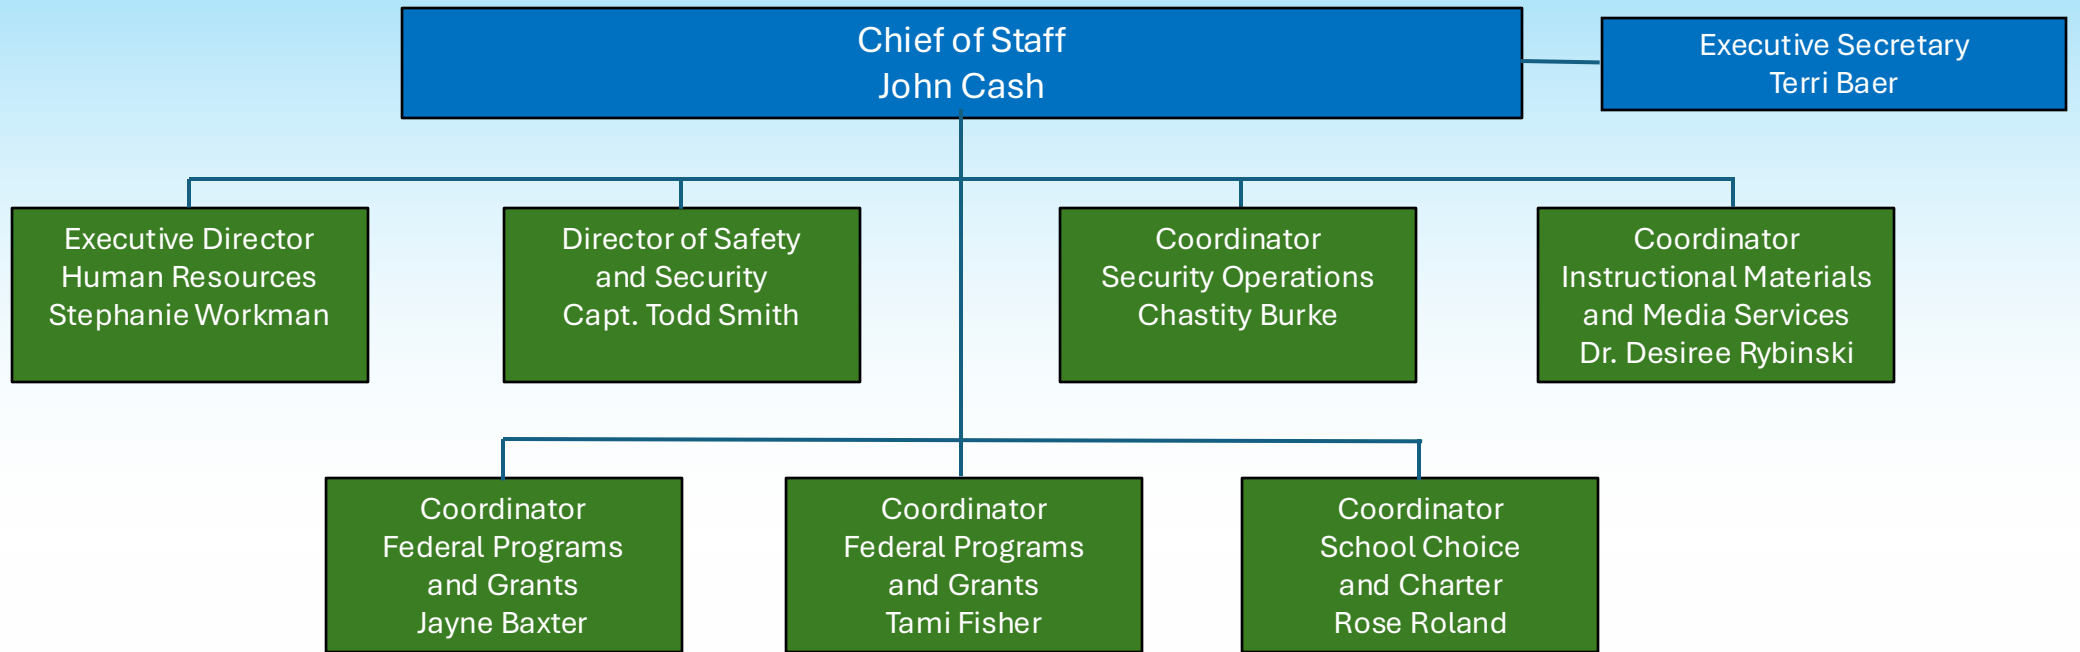 Chief of Staff
John Cash
Executive Secretary
Terri Baer
Executive Director
Human Resources
Stephanie Workman
Director of Safety
and Security
Capt. Todd Smith
Coordinator
Security Operations
Chastity Burke
Coordinator
Instructional Materials
and Media Services
Dr. Desiree Rybinski
Coordinator
Federal Programs
and Grants
Jayne Baxter
Coordinator
Federal Programs
and Grants
Tami Fisher
Coordinator
School Choice
and Charter
Rose Roland